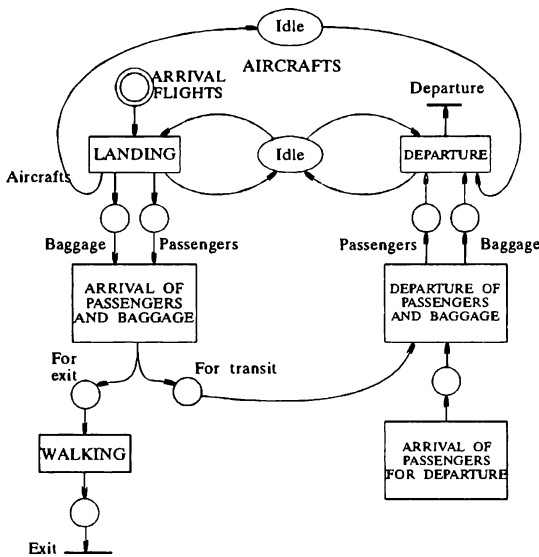 Idle
AIRCRAFTS
ARRIVAL
FLIGHTS
Departure
LANDING
Idle
DEPARTURE
Aircrafts
Baggage
Passengers
Passengers
Baggage
ARRIVAL OF
PASSENGERS
AND BAGGAGE
DEPARTURE OF
PASSENGERS
AND BAGGAGE
For
exit
For transit
WALKING
ARRIVAL OF
PASSENGERS
FOR DEPARTURE
Exit